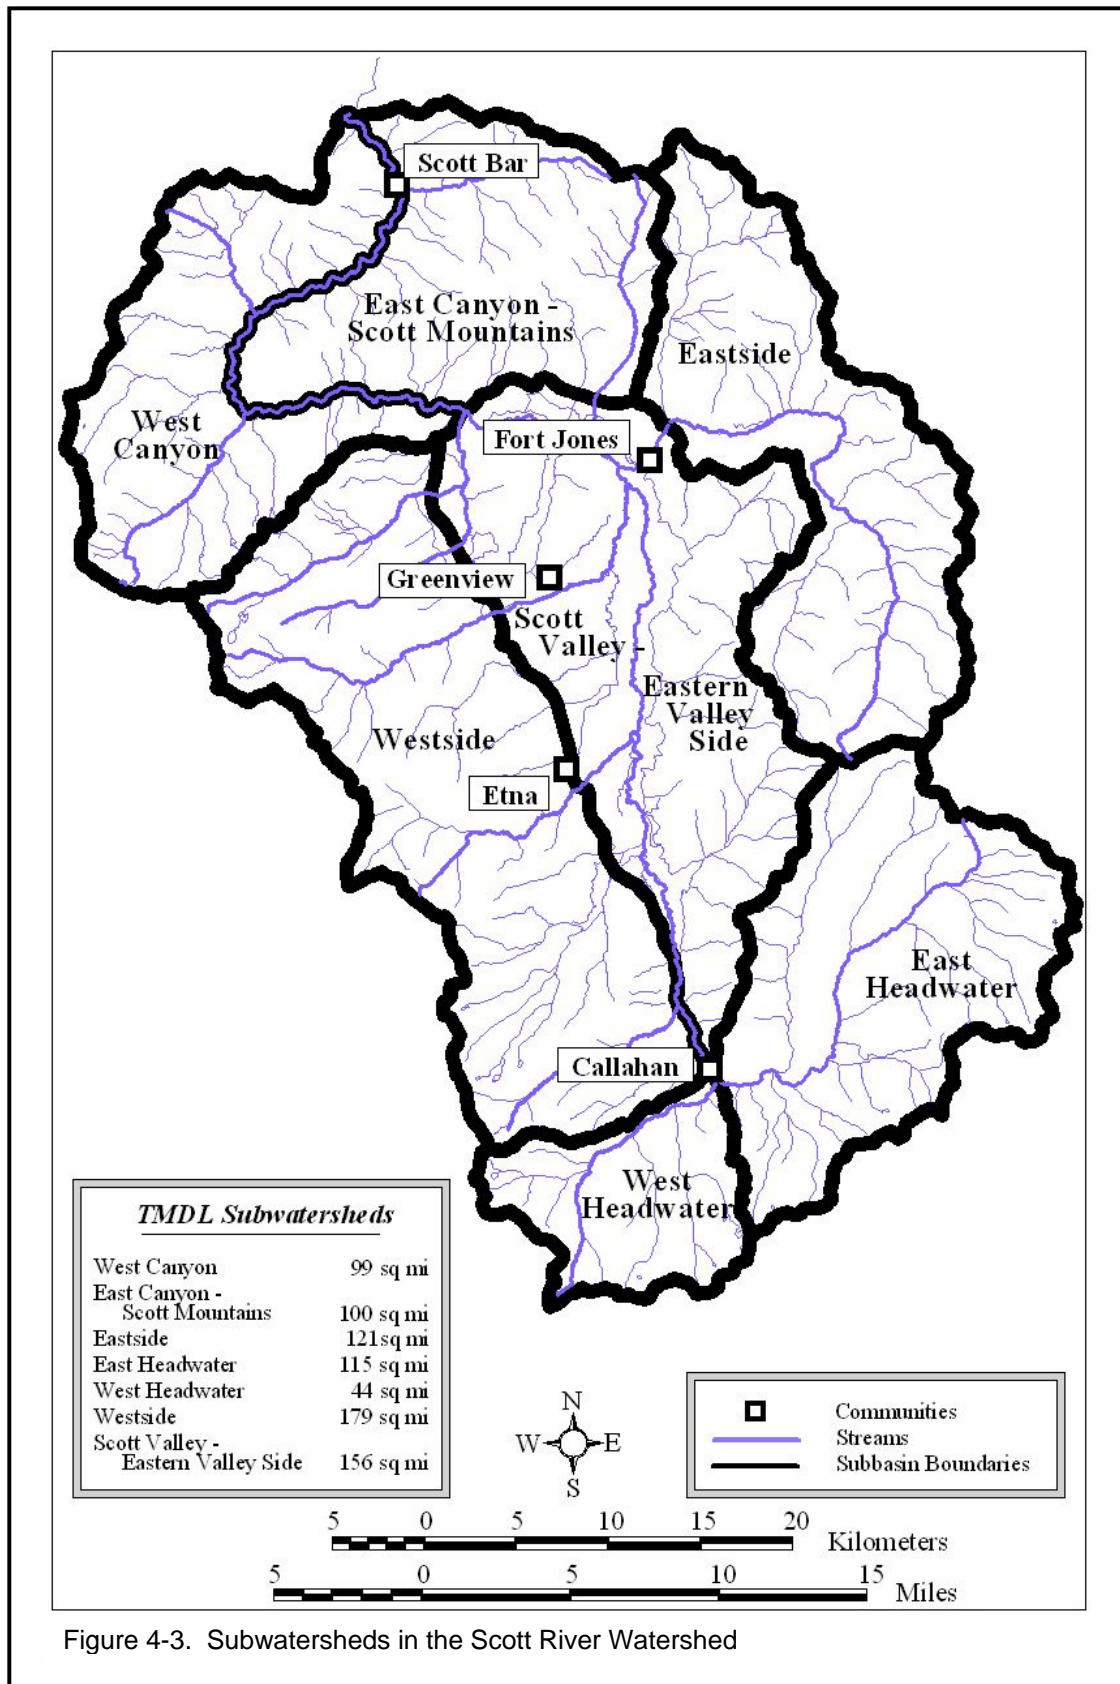 Scott Bar
East Canyon -
Scott Mountains
Eastside
West
Canyon
Fort Jones
Greenview
Scott
Valley -
Eastern
Valley
Side
Westside
Etna
East
Headwater
Callahan
West
Headwater
TMDL Subwatersheds
West Canyon 99 sq mi
East Canyon -
Scott Mountains 100 sq mi
Eastside 121 sq mi
East Headwater 115 sq mi
West Headwater 44 sq mi
Westside 179 sq mi
Scott Valley -
Eastern Valley Side 156 sq mi
N
W E
S
Communities
Streams
Subbasin Boundaries
5 0 5 10 15 20
Kilometers
5 0 5 10 15
Miles
Figure 4-3. Subwatersheds in the Scott River Watershed